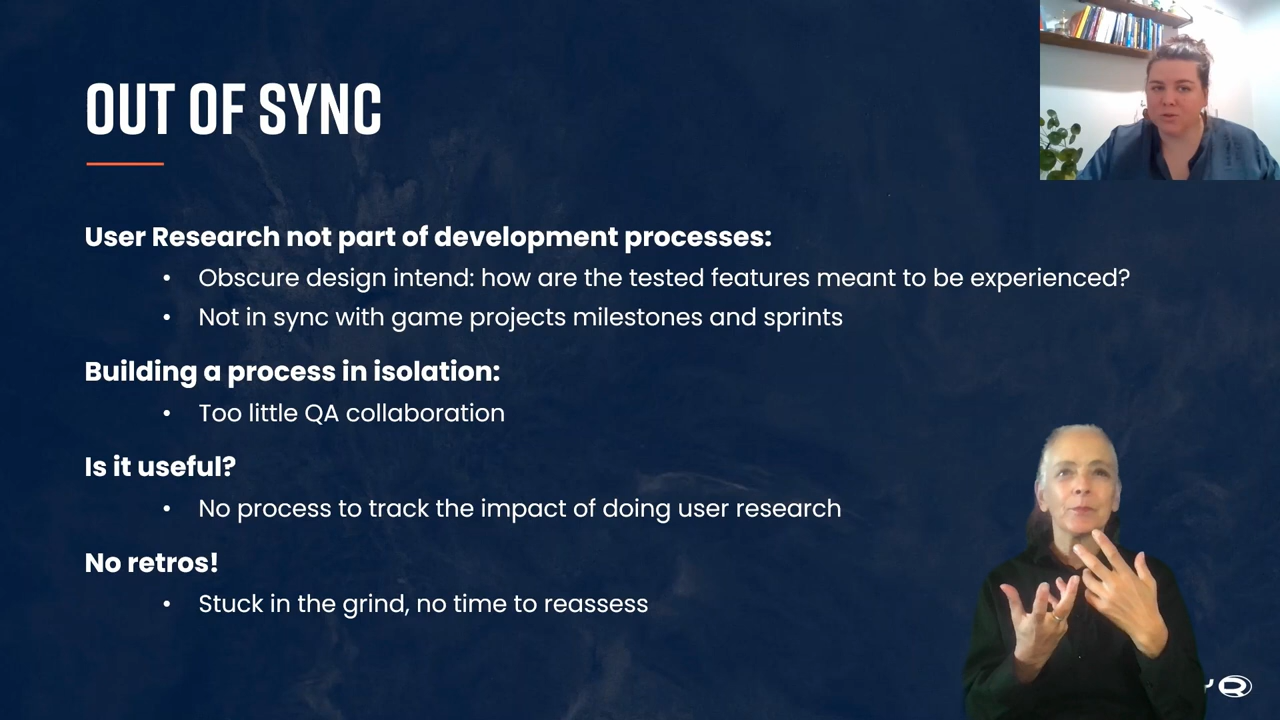 OUT OF SYNC
User Research not part of development processes:
• Obscure design intend: how are the tested features meant to be experienced?
• Not in sync with game projects milestones and sprints
Building a process in isolation:
• Too little QA collaboration
Is it useful?
• No process to track the impact of doing user research
No retros!
• Stuck in the grind, no time to reassess